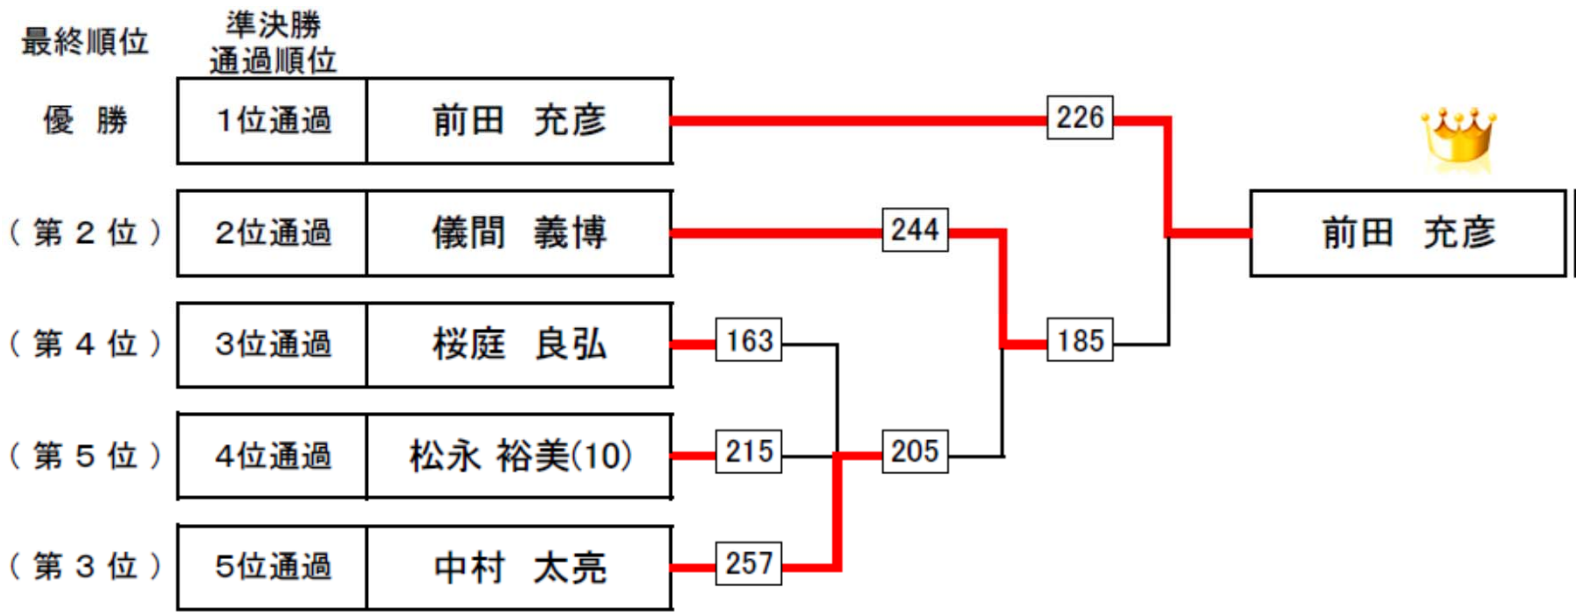 最終順位
準決勝
通過順位
優 勝 1位通過 前田 充彦 226
前田 充彦
( 第 2 位 ) 2位通過 儀間 義博 244
( 第 4 位 ) 3位通過 桜庭 良弘 163 185
( 第 5 位 ) 4位通過 松永 裕美(10) 215 205
( 第 3 位 ) 5位通過 中村 太亮 257